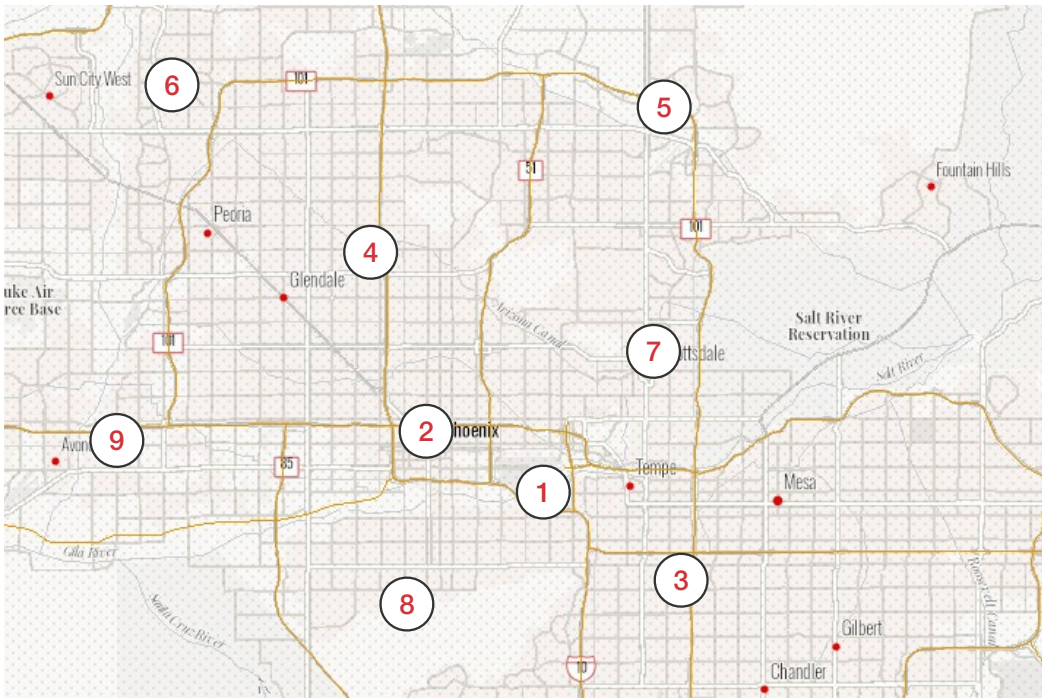 Sun City West
6
101
5
51
Fountain Hills
Peoria
101
4
Glendale
uke Air
rce Base
Arizona Canal
Salt River
Reservation
101
7
ttsdale
Salt River
2
hoenix
9
Avon
85
Tempe
Mesa
1
Gila River
3
Roosevelt Canal
8
Santa Cruz River
Gilbert
10
Chandler